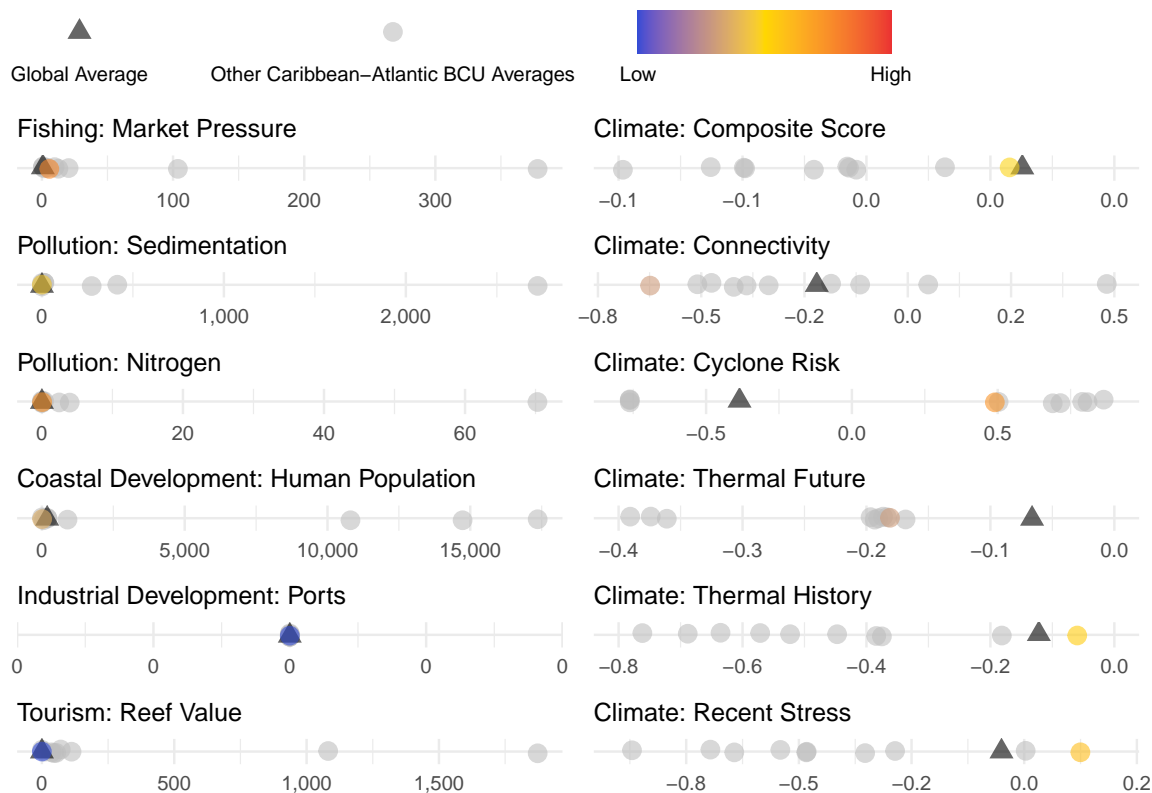 Global Average
Other Caribbean−Atlantic BCU Averages
Low
High
Fishing: Market Pressure
0 100 200 300
Pollution: Sedimentation
0 1,000 2,000
Pollution: Nitrogen
0 20 40 60
Coastal Development: Human Population
0 5,000 10,000 15,000
Industrial Development: Ports
0 0 0 0 0
Tourism: Reef Value
0 500 1,000 1,500
Climate: Composite Score
−0.1 −0.1 0.0 0.0 0.0
Climate: Connectivity
−0.8 −0.5 −0.2 0.0 0.2 0.5
Climate: Cyclone Risk
−0.5 0.0 0.5
Climate: Thermal Future
−0.4 −0.3 −0.2 −0.1 0.0
Climate: Thermal History
−0.8 −0.6 −0.4 −0.2 0.0
Climate: Recent Stress
−0.8 −0.5 −0.2 0.0 0.2